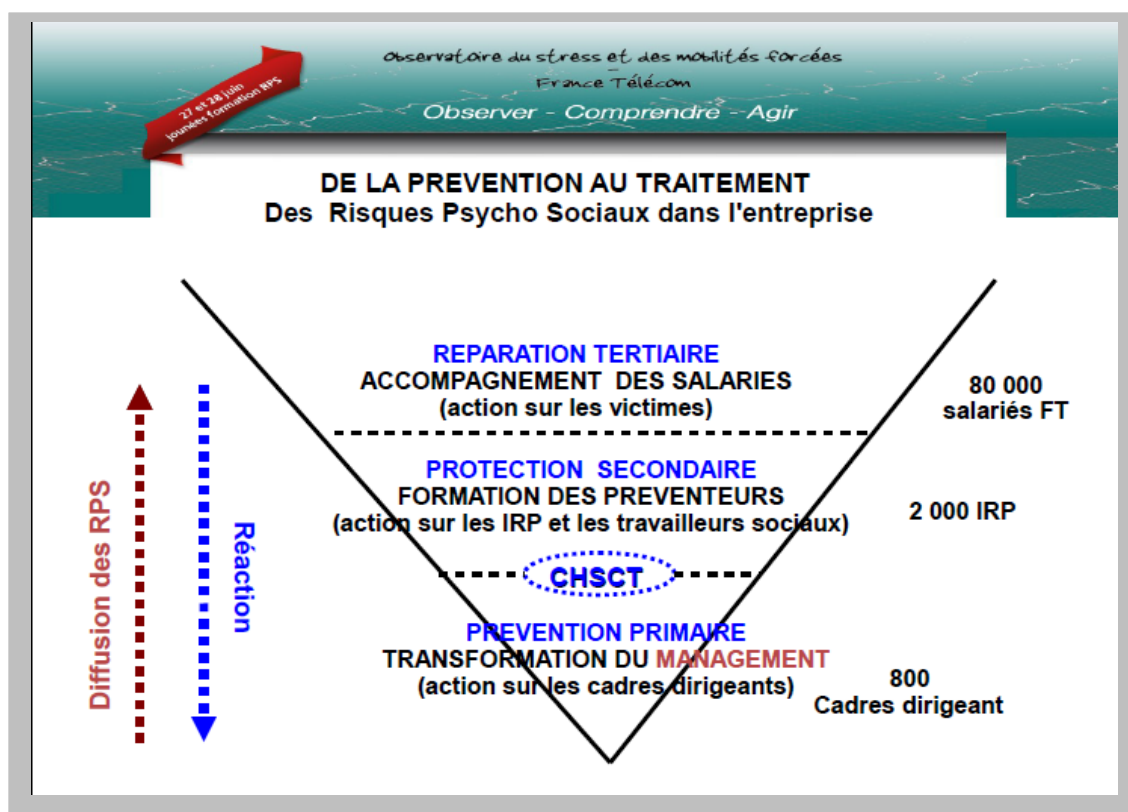 Observatoire du stress et des mobilités forcées
-
France Télécom
Observer - Comprendre - Agir
27 et 28 juin
jounées formation RPS
DE LA PREVENTION AU TRAITEMENT
Des Risques Psycho Sociaux dans l'entreprise
REPARATION TERTIAIRE
ACCOMPAGNEMENT DES SALARIES
(action sur les victimes)
80 000
salariés FT
PROTECTION SECONDAIRE
FORMATION DES PREVENTEURS
(action sur les IRP et les travailleurs sociaux)
2 000 IRP
CHSCT
PREVENTION PRIMAIRE
TRANSFORMATION DU MANAGEMENT
(action sur les cadres dirigeants)
800
Cadres dirigeant
Diffusion des RPS
Réaction